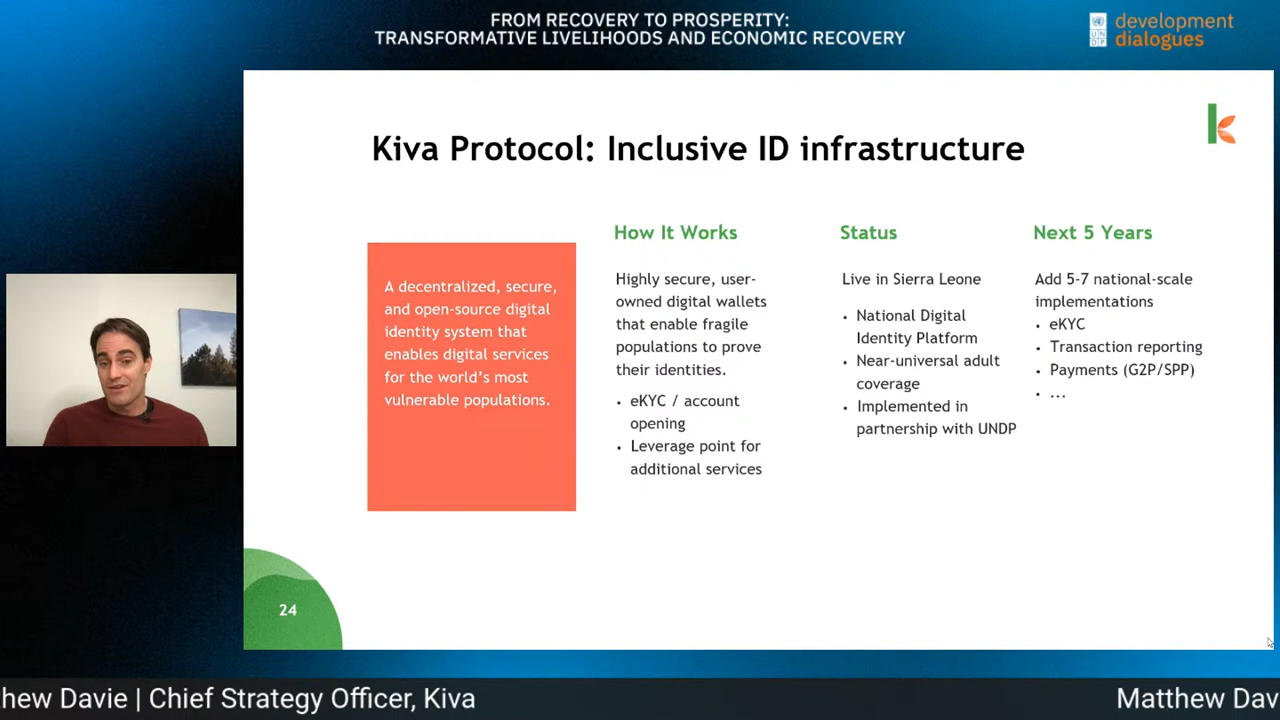 FROM RECOVERY TO PROSPERITY:
TRANSFORMATIVE LIVELIHOODS AND ECONOMIC RECOVERY
UN
DP
development
dialogues
Kiva Protocol: Inclusive ID infrastructure
k
A decentralized, secure,
and open-source digital
identity system that
enables digital services
for the world's most
vulnerable populations.
How It Works
Highly secure, user-
owned digital wallets
that enable fragile
populations to prove
their identities.
• eKYC / account
opening
• Leverage point for
additional services
Status
Live in Sierra Leone
• National Digital
Identity Platform
• Near-universal adult
coverage
• Implemented in
partnership with UNDP
Next 5 Years
Add 5-7 national-scale
implementations
• eKYC
• Transaction reporting
• Payments (G2P/SPP)
• ...
24
hew Davie | Chief Strategy Officer, Kiva
Matthew Dav